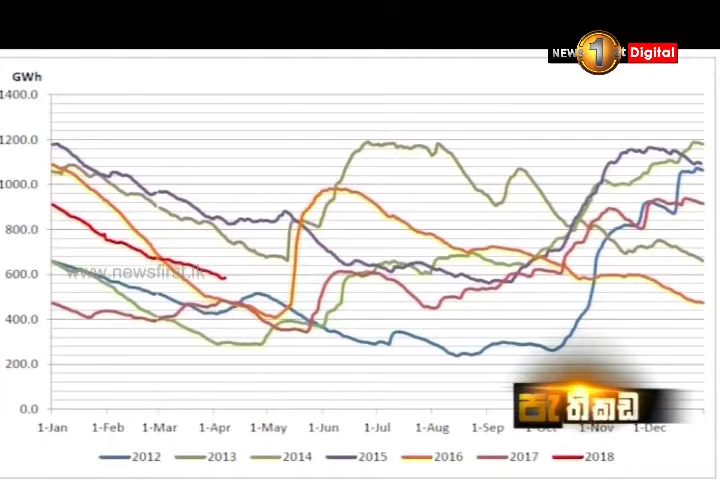 NEWS 1st Digital
GWh
1400.0
1200.0
1000.0
800.0
600.0
400.0
200.0
0.0
www.newsfirst.lk
පැතිකඩ
1-Jan 1-Feb 1-Mar 1-Apr 1-May 1-Jun 1-Jul 1-Aug 1-Sep 1-Oct 1-Nov 1-Dec
2012 2013 2014 2015 2016 2017 2018